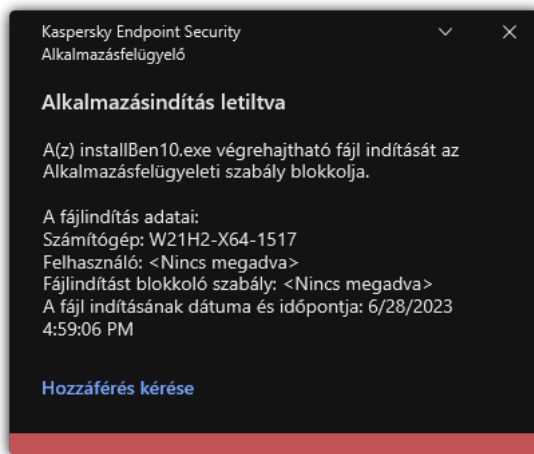 Kaspersky Endpoint Security
Alkalmazásfelügyelő
Alkalmazásindítás letiltva
A(z) installBen10.exe végrehajtható fájl indítását az
Alkalmazásfelügyeleti szabály blokkolja.
A fájlindítás adatai:
Számítógép: W21H2-X64-1517
Felhasználó: <Nincs megadva>
Fájlindítást blokkoló szabály: <Nincs megadva>
A fájl indításának dátuma és időpontja: 6/28/2023
4:59:06 PM
Hozzáférés kérése